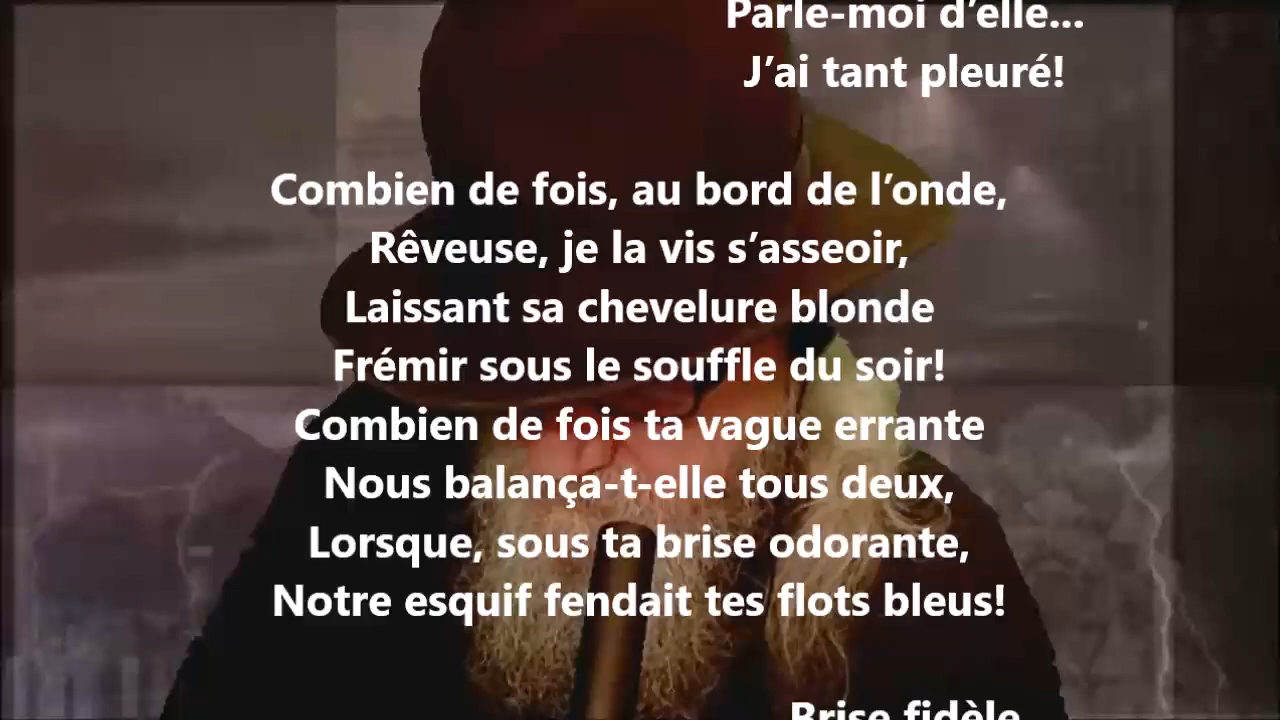 Parle-moi d’elle...
J’ai tant pleuré!
Combien de fois, au bord de l’onde,
Rêveuse, je la vis s’asseoir,
Laissant sa chevelure blonde
Frémir sous le souffle du soir!
Combien de fois ta vague errante
Nous balança-t-elle tous deux,
Lorsque, sous ta brise odorante,
Notre esquif fendait tes flots bleus!
Brise fidèle